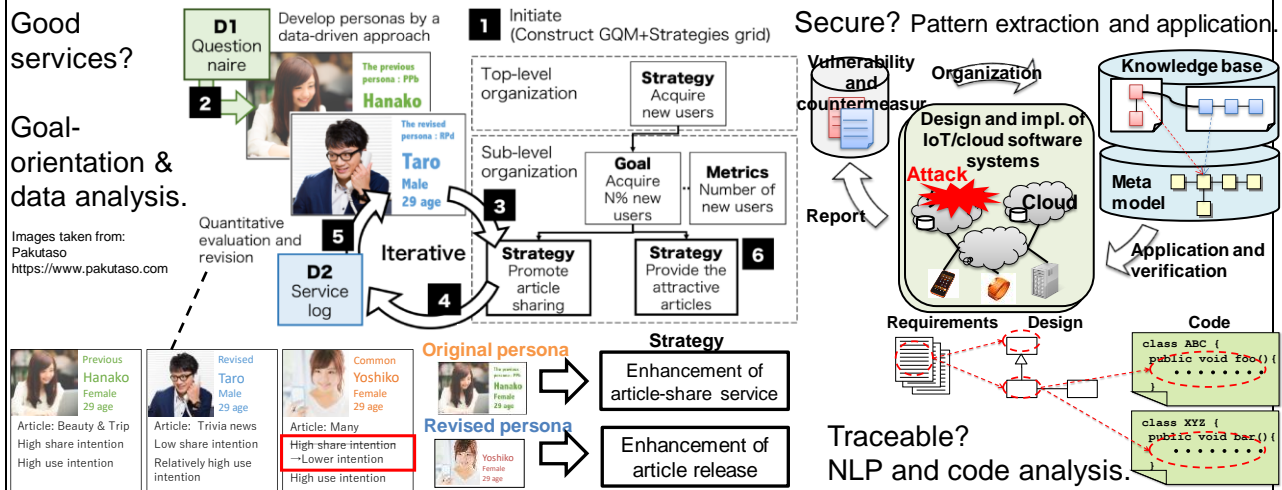 Good
services?
Goal-
orientation &
data analysis.
Images taken from:
Pakutaso
https://www.pakutaso.com
D1
Question
naire
Develop personas by a
data-driven approach
2
The previous
persona : PPb
Hanako
The revised
persona : RPd
Taro
Male
29 age
1
Initiate
(Construct GQM+Strategies grid)
Top-level
organization
Strategy
Acquire
new users
Sub-level
organization
Goal
Acquire
N% new
users
Metrics
Number of
new users
3
Strategy
Promote
article
sharing
Strategy
Provide the
attractive
articles
6
Quantitative
evaluation and
revision
5
Iterative
D2
Service
log
4
Previous
Hanako
Female
29 age
Article: Beauty & Trip
High share intention
High use intention
Revised
Taro
Male
29 age
Article: Trivia news
Low share intention
Relatively high use
intention
Common
Yoshiko
Female
29 age
Article: Many
High share intention
→Lower intention
High use intention
Original persona
The previous
persona : PPb
Hanako
Female
29 age
Revised persona
Yoshiko
Female
29 age
Strategy
Enhancement of
article-share service
Enhancement of
article release
Secure? Pattern extraction and application.
Vulnerability
and
countermeasur
Organization
Knowledge base
Design and impl. of
IoT/cloud software
systems
Attack
Cloud
Meta
model
Report
Application and
verification
Requirements
Design
Code
class ABC {
public void foo(){
}
class XYZ {
public void bar(){
}
Traceable?
NLP and code analysis.